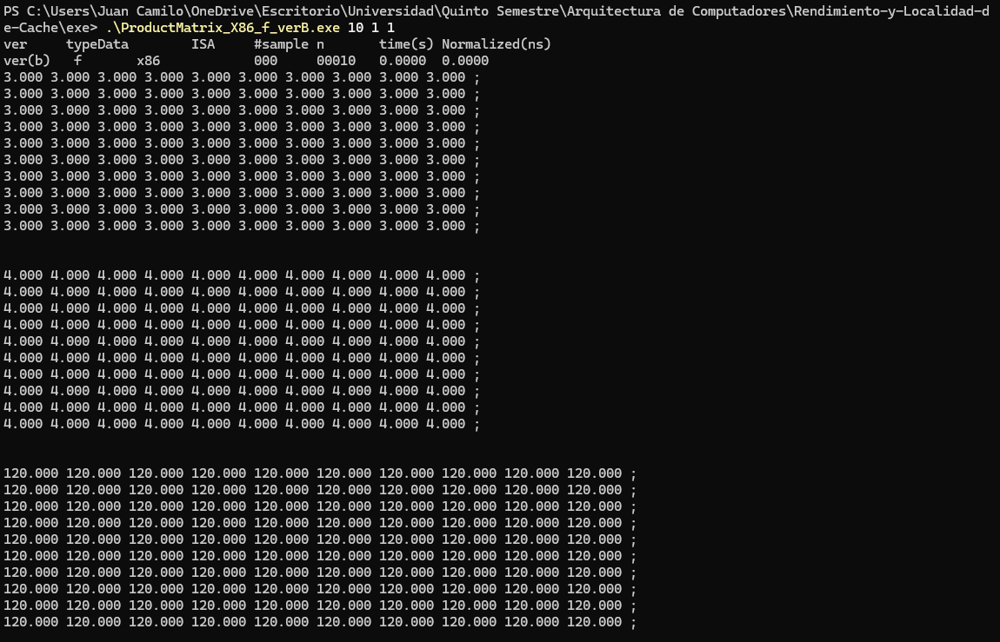 PS C:\Users\Juan Camilo\OneDrive\Escritorio\Universidad\Quinto Semestre\Arquitectura de Computadores\Rendimiento-y-Localidad-d
e-Cache\exe> .\ProductMatrix_X86_f_verB.exe 10 1 1
ver     typeData        ISA     #sample n       time(s) Normalized(ns)
ver(b)   f       x86            000     00010   0.0000  0.0000
3.000 3.000 3.000 3.000 3.000 3.000 3.000 3.000 3.000 3.000 ;
3.000 3.000 3.000 3.000 3.000 3.000 3.000 3.000 3.000 3.000 ;
3.000 3.000 3.000 3.000 3.000 3.000 3.000 3.000 3.000 3.000 ;
3.000 3.000 3.000 3.000 3.000 3.000 3.000 3.000 3.000 3.000 ;
3.000 3.000 3.000 3.000 3.000 3.000 3.000 3.000 3.000 3.000 ;
3.000 3.000 3.000 3.000 3.000 3.000 3.000 3.000 3.000 3.000 ;
3.000 3.000 3.000 3.000 3.000 3.000 3.000 3.000 3.000 3.000 ;
3.000 3.000 3.000 3.000 3.000 3.000 3.000 3.000 3.000 3.000 ;
3.000 3.000 3.000 3.000 3.000 3.000 3.000 3.000 3.000 3.000 ;
3.000 3.000 3.000 3.000 3.000 3.000 3.000 3.000 3.000 3.000 ;
4.000 4.000 4.000 4.000 4.000 4.000 4.000 4.000 4.000 4.000 ;
4.000 4.000 4.000 4.000 4.000 4.000 4.000 4.000 4.000 4.000 ;
4.000 4.000 4.000 4.000 4.000 4.000 4.000 4.000 4.000 4.000 ;
4.000 4.000 4.000 4.000 4.000 4.000 4.000 4.000 4.000 4.000 ;
4.000 4.000 4.000 4.000 4.000 4.000 4.000 4.000 4.000 4.000 ;
4.000 4.000 4.000 4.000 4.000 4.000 4.000 4.000 4.000 4.000 ;
4.000 4.000 4.000 4.000 4.000 4.000 4.000 4.000 4.000 4.000 ;
4.000 4.000 4.000 4.000 4.000 4.000 4.000 4.000 4.000 4.000 ;
4.000 4.000 4.000 4.000 4.000 4.000 4.000 4.000 4.000 4.000 ;
4.000 4.000 4.000 4.000 4.000 4.000 4.000 4.000 4.000 4.000 ;
120.000 120.000 120.000 120.000 120.000 120.000 120.000 120.000 120.000 120.000 ;
120.000 120.000 120.000 120.000 120.000 120.000 120.000 120.000 120.000 120.000 ;
120.000 120.000 120.000 120.000 120.000 120.000 120.000 120.000 120.000 120.000 ;
120.000 120.000 120.000 120.000 120.000 120.000 120.000 120.000 120.000 120.000 ;
120.000 120.000 120.000 120.000 120.000 120.000 120.000 120.000 120.000 120.000 ;
120.000 120.000 120.000 120.000 120.000 120.000 120.000 120.000 120.000 120.000 ;
120.000 120.000 120.000 120.000 120.000 120.000 120.000 120.000 120.000 120.000 ;
120.000 120.000 120.000 120.000 120.000 120.000 120.000 120.000 120.000 120.000 ;
120.000 120.000 120.000 120.000 120.000 120.000 120.000 120.000 120.000 120.000 ;
120.000 120.000 120.000 120.000 120.000 120.000 120.000 120.000 120.000 120.000 ;